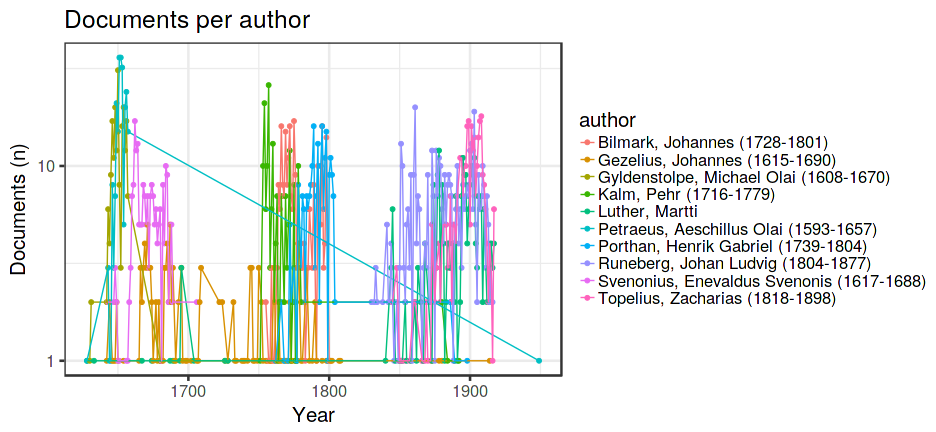 Documents per author
Documents (n)
10
1
1700
1800
1900
Year
author
Bilmark, Johannes (1728-1801)
Gezelius, Johannes (1615-1690)
Gyldenstolpe, Michael Olai (1608-1670)
Kalm, Pehr (1716-1779)
Luther, Martti
Petraeus, Aeschillus Olai (1593-1657)
Porthan, Henrik Gabriel (1739-1804)
Runeberg, Johan Ludvig (1804-1877)
Svenonius, Enevaldus Svenonis (1617-1688)
Topelius, Zacharias (1818-1898)